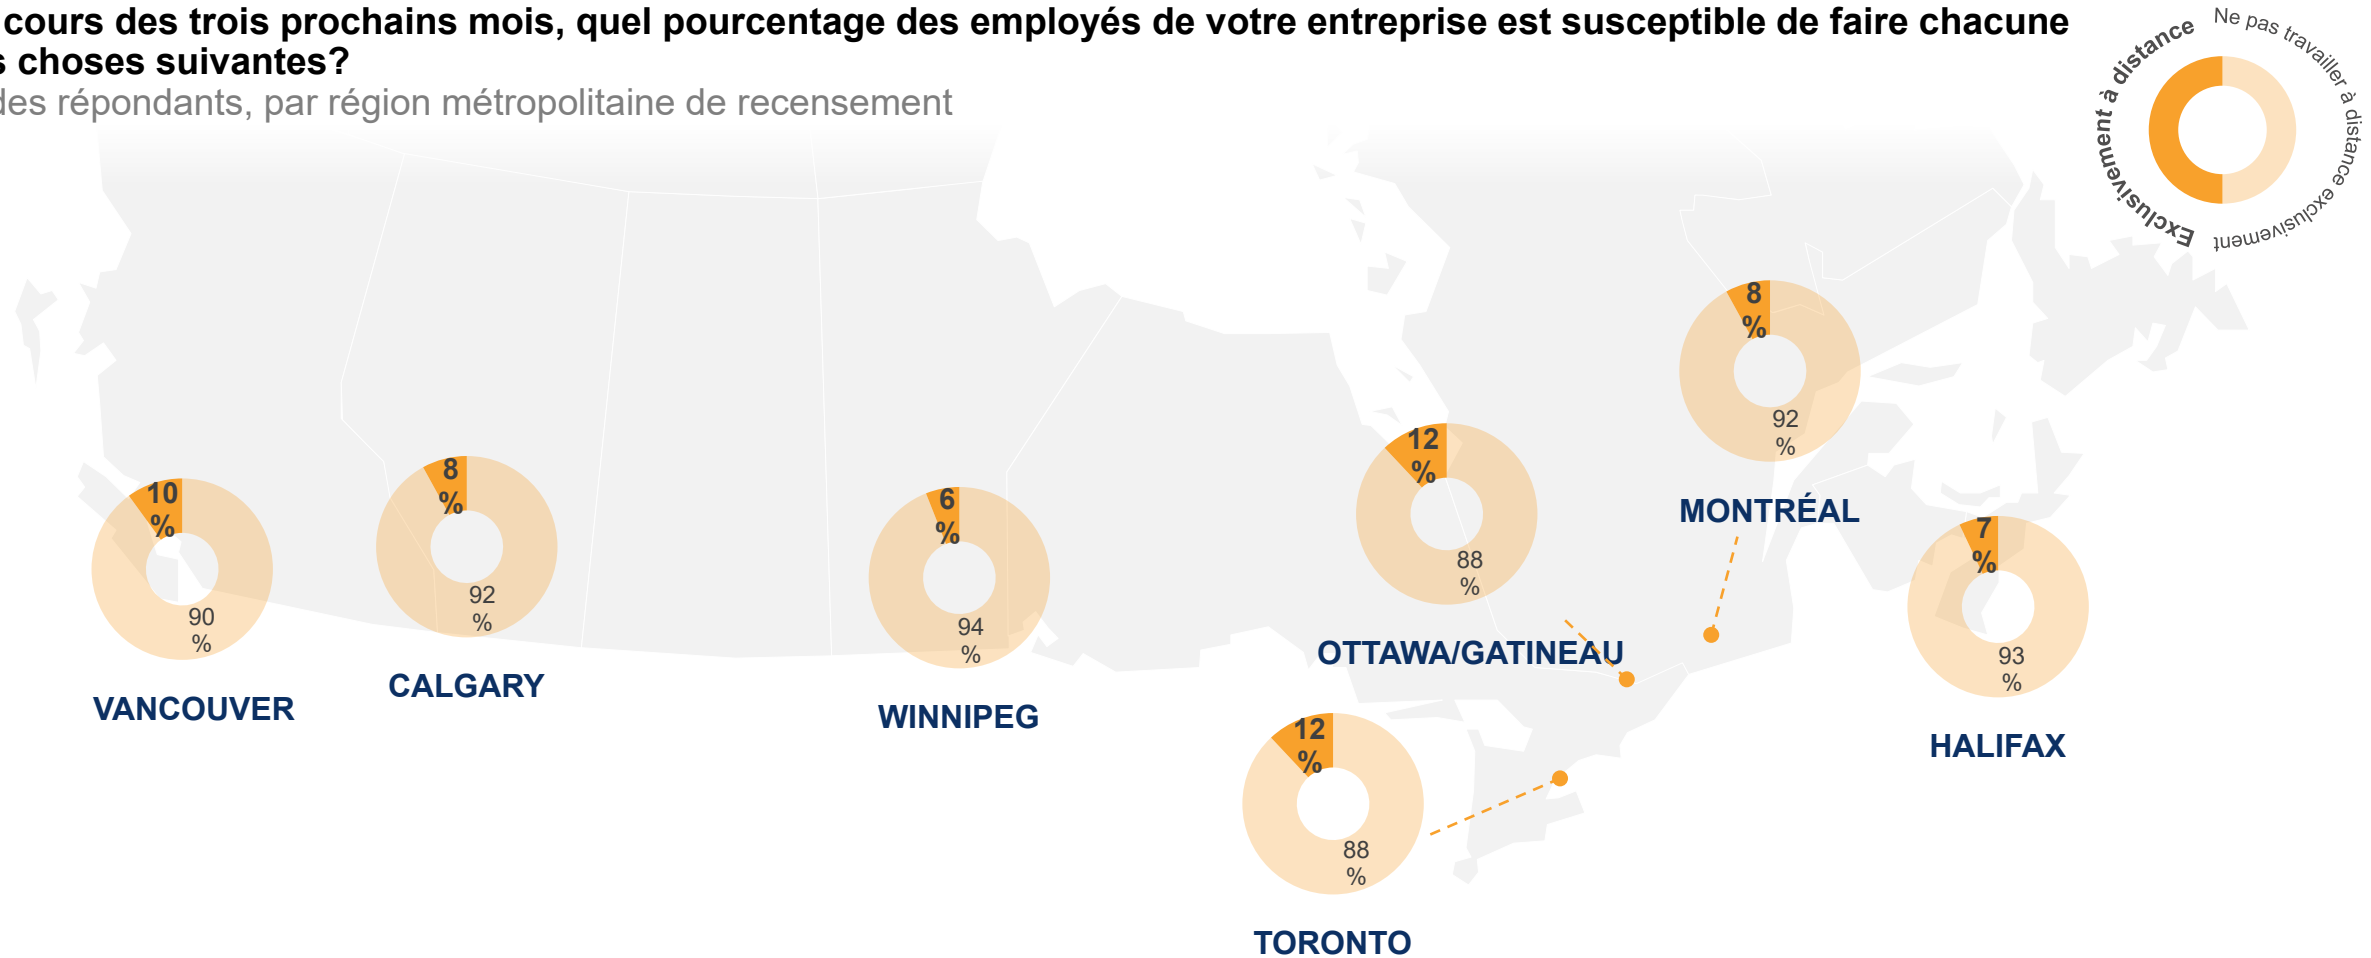 cours des trois prochains mois, quel pourcentage des employés de votre entreprise est susceptible de faire chacune
s choses suivantes?
des répondants, par région métropolitaine de recensement
Exclusivement à distance
Ne pas travailler à distance exclusivement
8
%
92
%
MONTRÉAL
12
%
88
%
OTTAWA/GATINEAU
8
%
92
%
CALGARY
10
%
90
%
VANCOUVER
6
%
94
%
WINNIPEG
7
%
93
%
HALIFAX
12
%
88
%
TORONTO